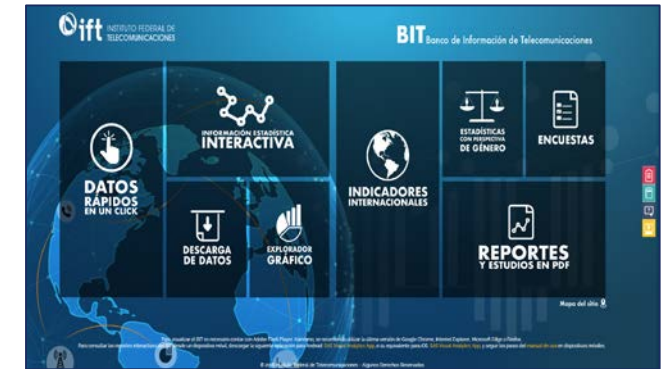 ift INSTITUTO FEDERAL DE
TELECOMUNICACIONES
BIT Banco de Información de Telecomunicaciones
DATOS
RÁPIDOS
EN UN CLICK
INFORMACIÓN ESTADÍSTICA
INTERACTIVA
DESCARGA
DE DATOS
EXPLORADOR
GRÁFICO
INDICADORES
INTERNACIONALES
ESTADÍSTICAS
CON PERSPECTIVA
DE GÉNERO
ENCUESTAS
REPORTES
Y ESTUDIOS EN PDF
Mapa del sitio